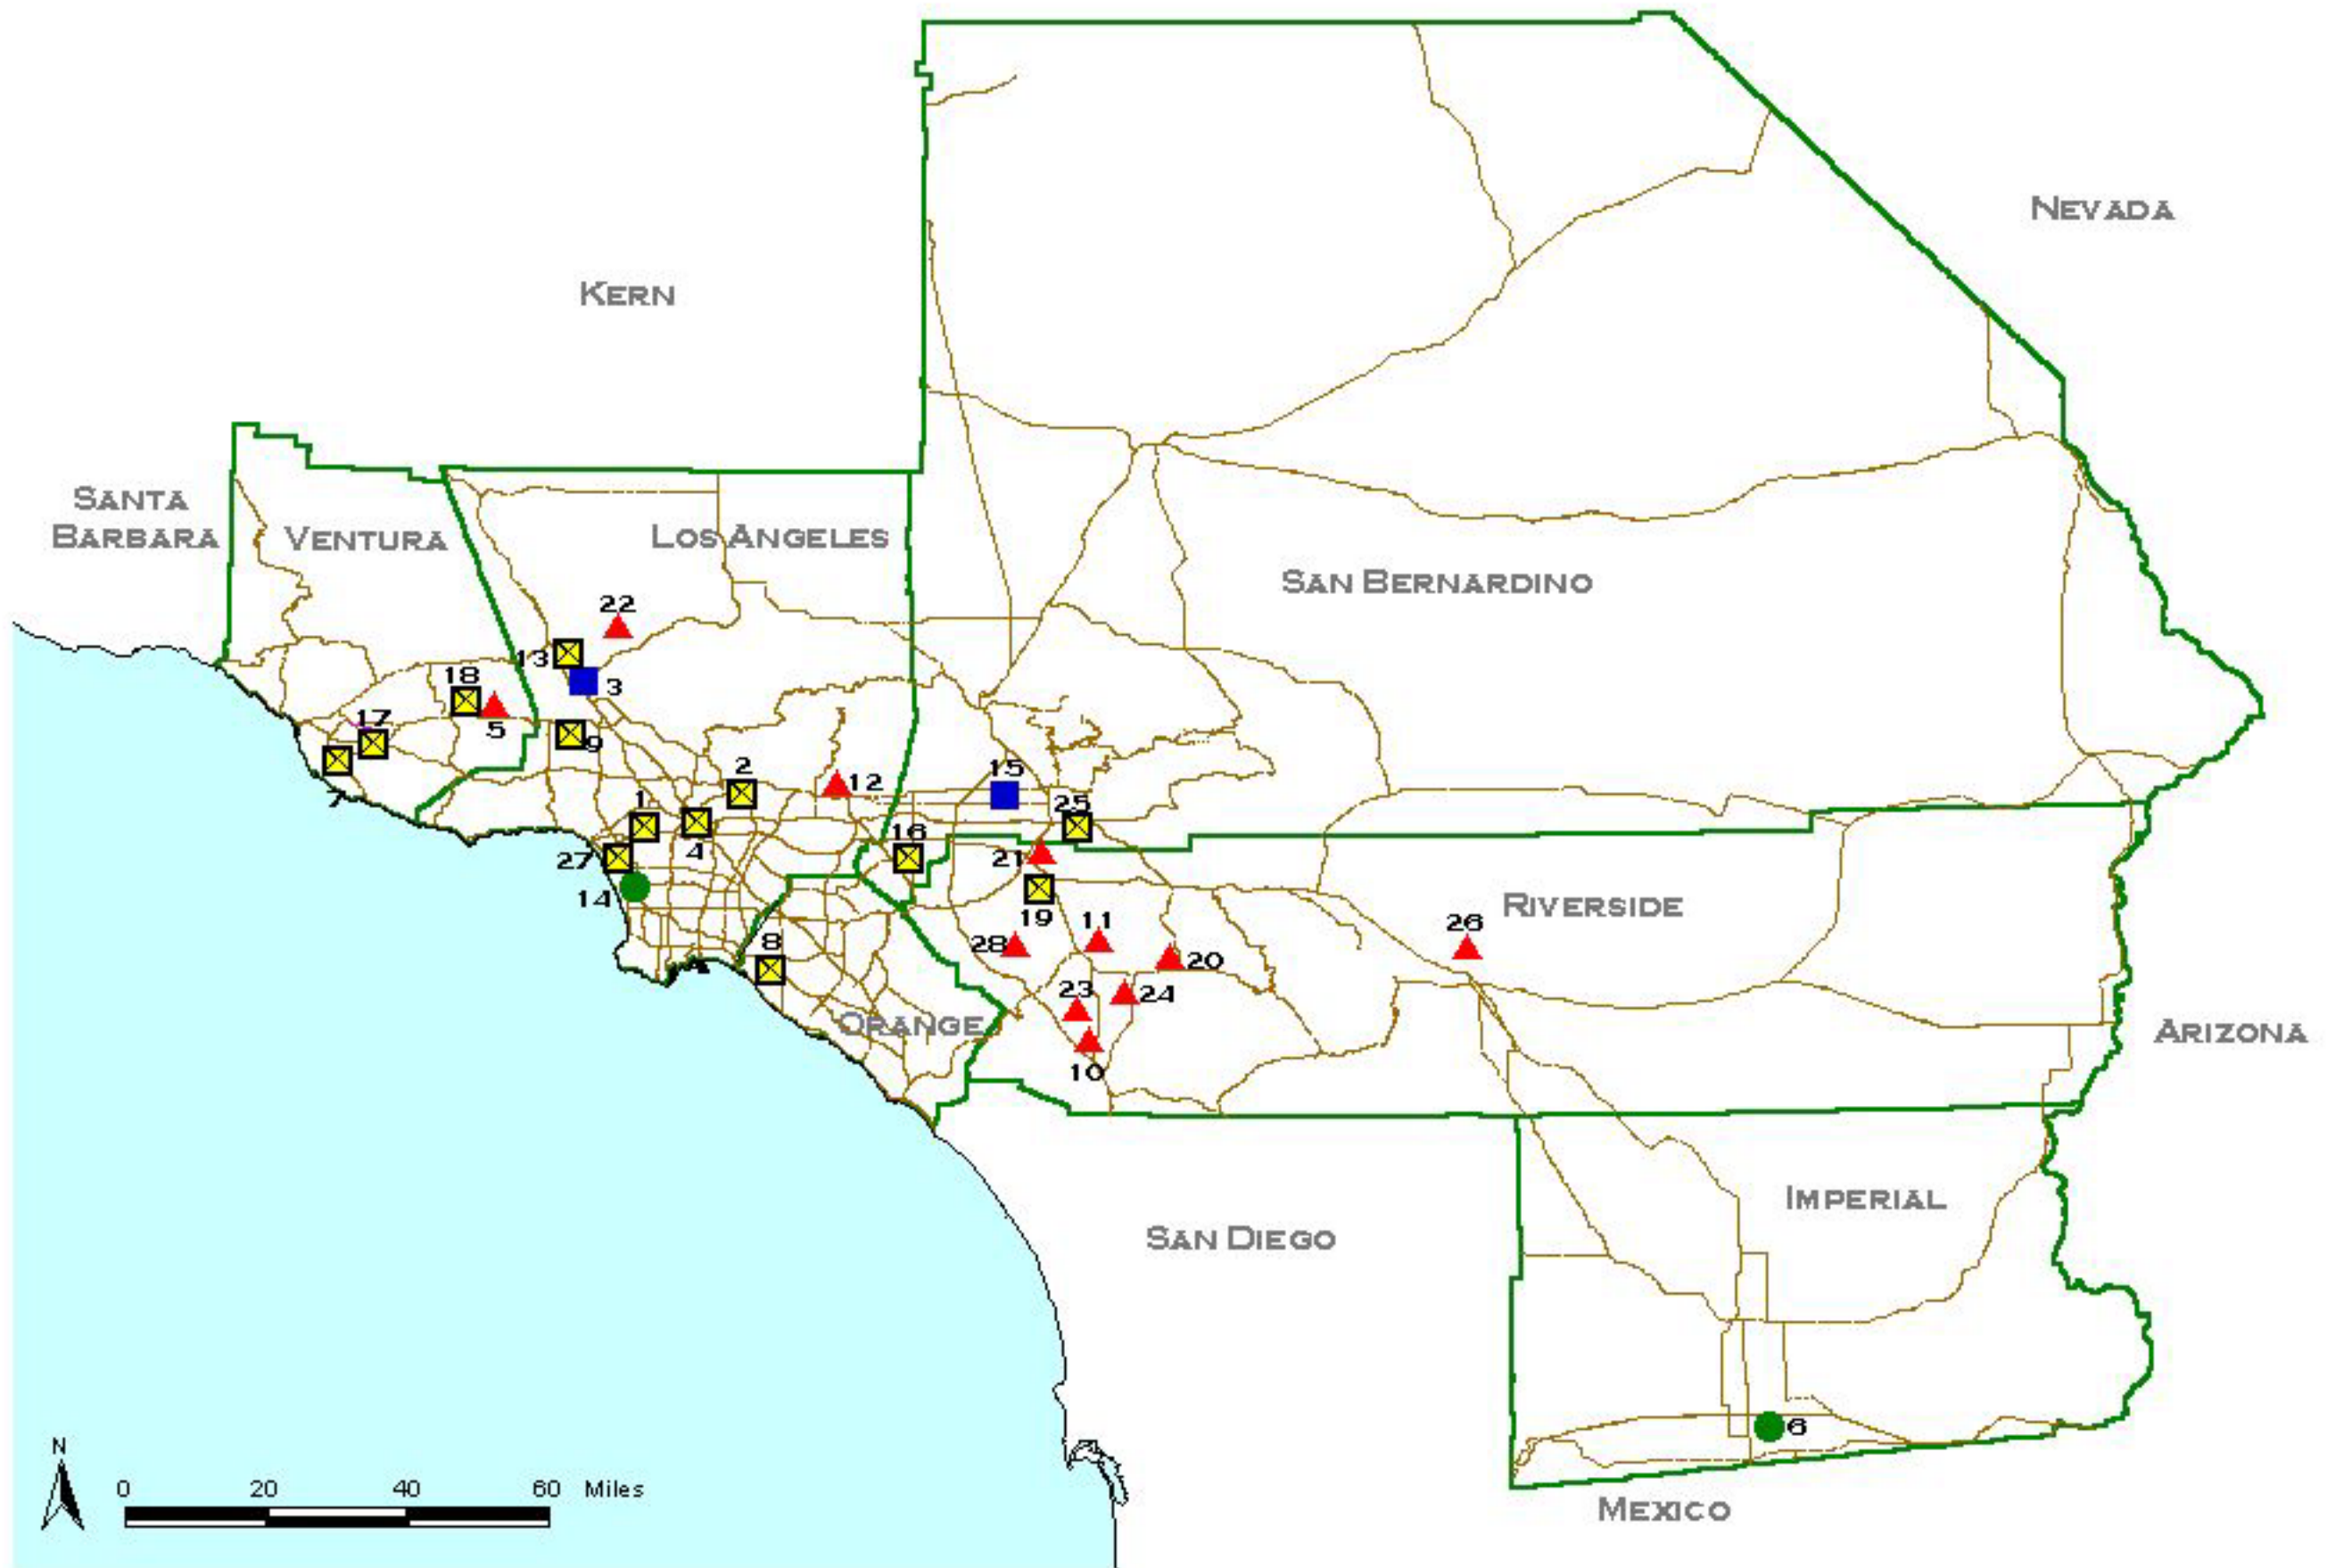 NEVADA
KERN
SANTA
BARBARA
VENTURA
LOS ANGELES
SAN BERNARDINO
22
13
3
18
5
17
9
7
2
12
15
1
25
4
16
27
21
14
19
RIVERSIDE
8
28
11
26
20
23
24
ORANGE
10
ARIZONA
IMPERIAL
SAN DIEGO
6
N
0 20 40 60 Miles
MEXICO